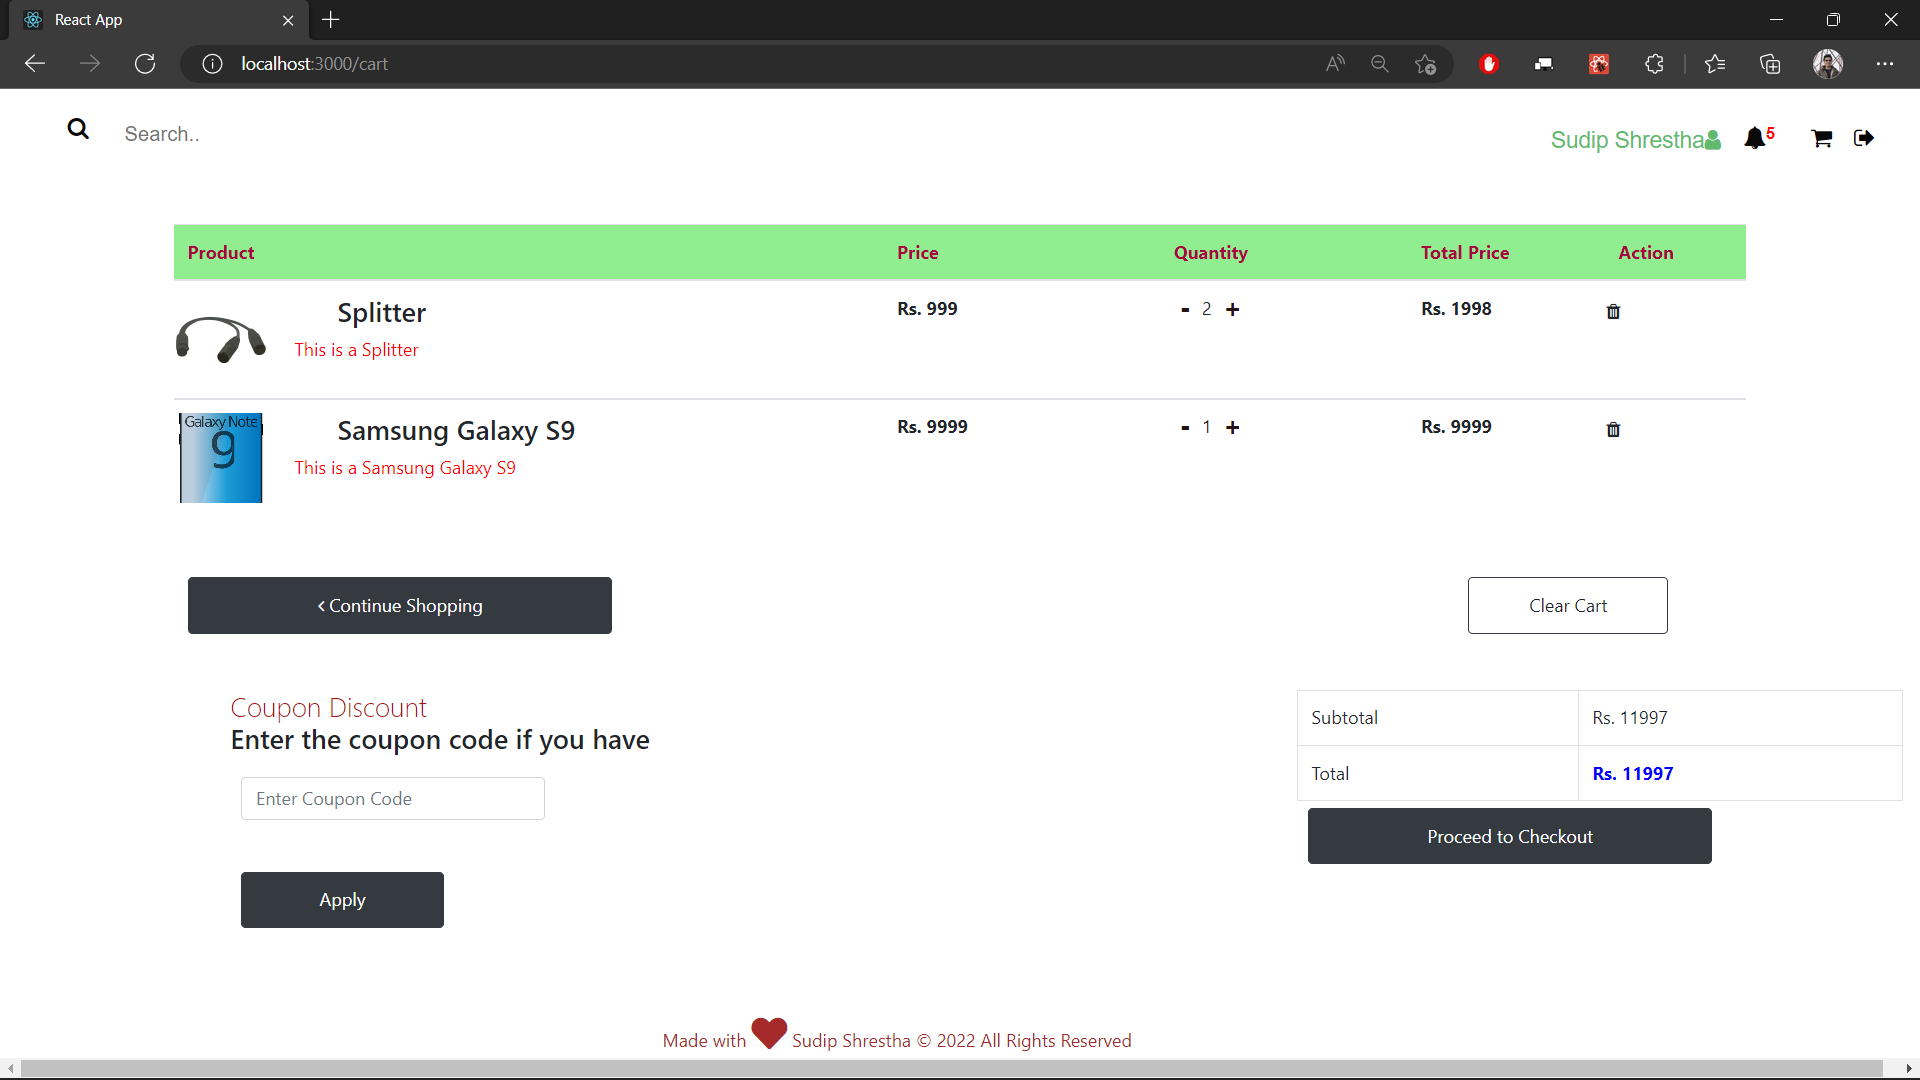 React App
localhost:3000/cart
Search..
Sudip Shrestha 5
Product Price Quantity Total Price Action
Splitter Rs. 999 - 2 + Rs. 1998
This is a Splitter
Galaxy Note
9
Samsung Galaxy S9 Rs. 9999 - 1 + Rs. 9999
This is a Samsung Galaxy S9
< Continue Shopping Clear Cart
Coupon Discount
Enter the coupon code if you have
Enter Coupon Code
Apply
Subtotal Rs. 11997
Total Rs. 11997
Proceed to Checkout
Made with Sudip Shrestha © 2022 All Rights Reserved